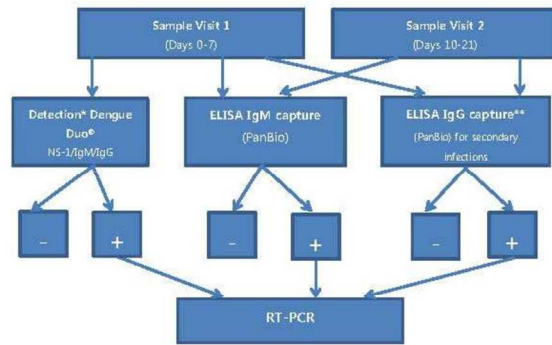 Sample Visit 1
(Days 0-7)
Sample Visit 2
(Days 10-21)
Detection* Dengue
Duo®
NS-1/IgM/IgG
ELISA IgM capture
(PanBio)
ELISA IgG capture**
(PanBio) for secondary
infections
-
+
-
+
-
+
RT-PCR